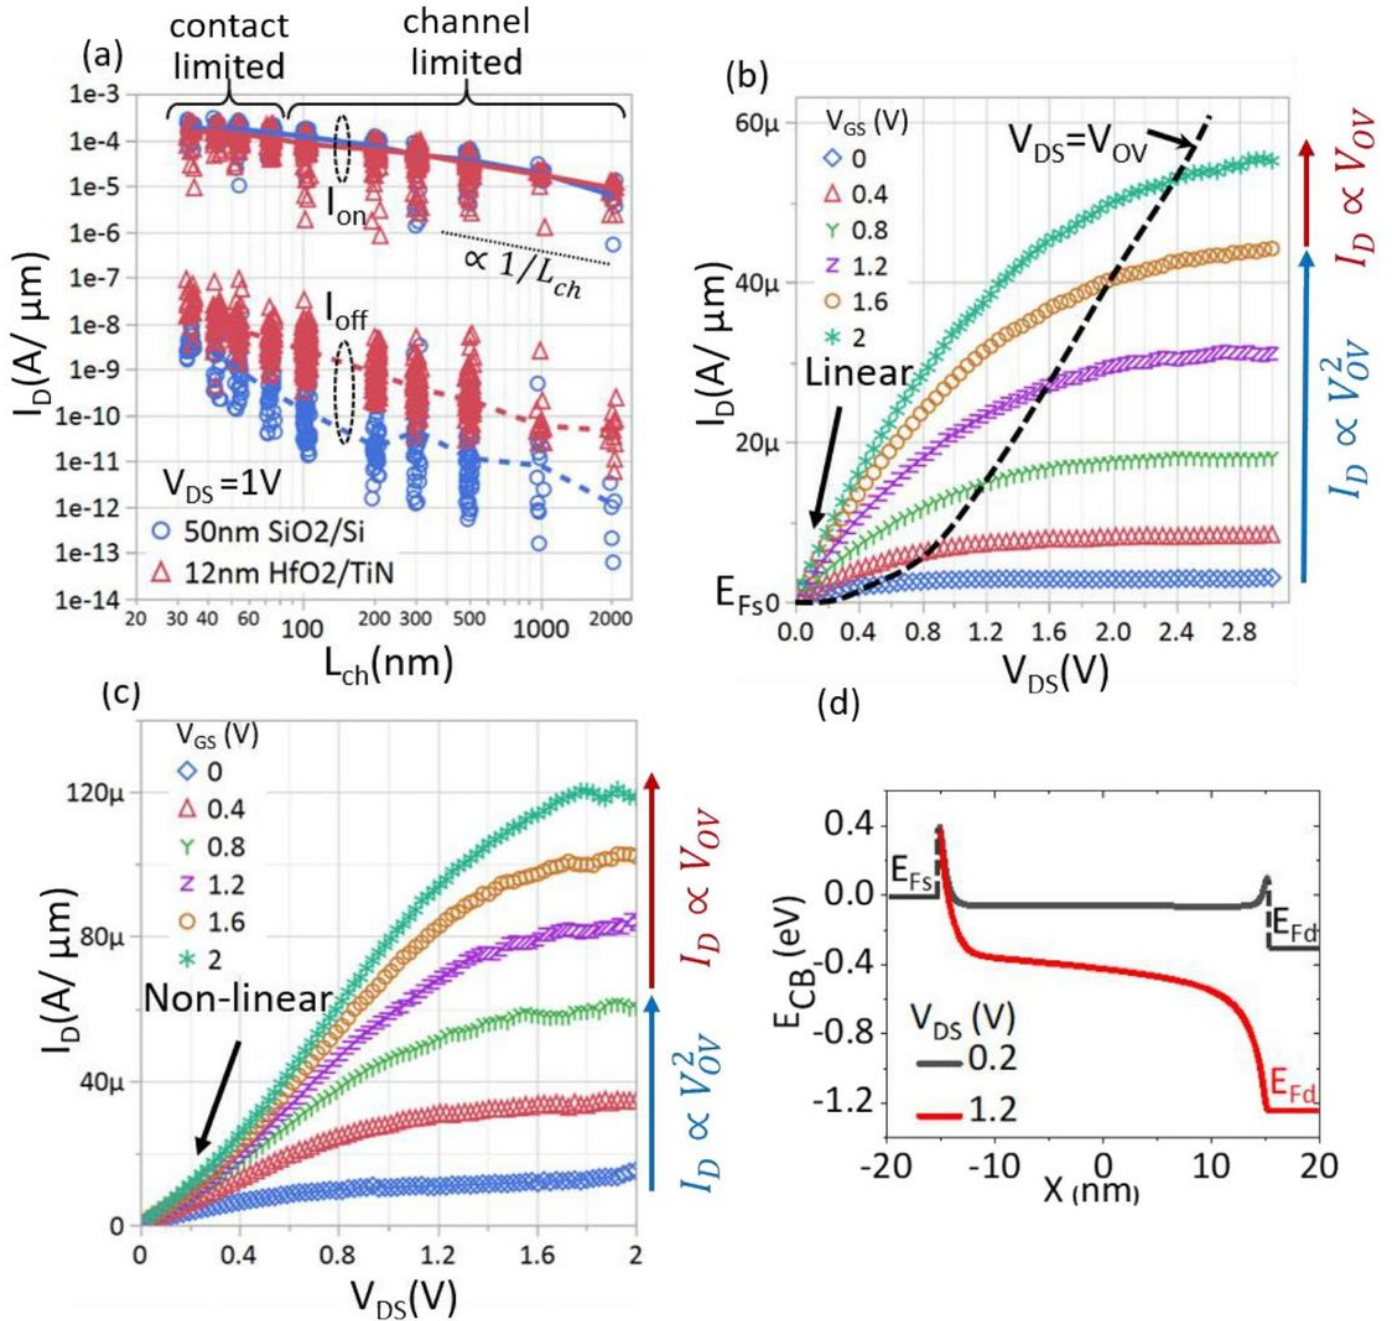 (a)
contact
limited
channel
limited
1e-3
1e-4
1e-5
1e-6
1e-7
1e-8
1e-9
1e-10
1e-11
1e-12
1e-13
1e-14
I_D(A/ μm)
I_on
∝ 1/L_ch
I_off
V_DS =1V
50nm SiO2/Si
12nm HfO2/TiN
20 30 40 100 200 500 1000 2000
L_ch(nm)
(b)
60μ
40μ
20μ
0
E_Fs
I_D(A/ μm)
V_GS (V)
0
0.4
0.8
1.2
1.6
2
V_DS=V_OV
Linear
0.0 0.4 0.8 1.2 1.6 2.0 2.4 2.8
V_DS(V)
I_D ∝ V_OV
I_D ∝ V_OV^2
(c)
120μ
80μ
40μ
0
I_D(A/ μm)
V_GS (V)
0
0.4
0.8
1.2
1.6
2
Non-linear
0 0.4 0.8 1.2 1.6 2
V_DS(V)
I_D ∝ V_OV
I_D ∝ V_OV^2
(d)
0.4
0.0
-0.4
-0.8
-1.2
E_CB (eV)
E_Fs
E_Fd
E_Fd
V_DS (V)
0.2
1.2
-20 -10 0 10 20
X (nm)